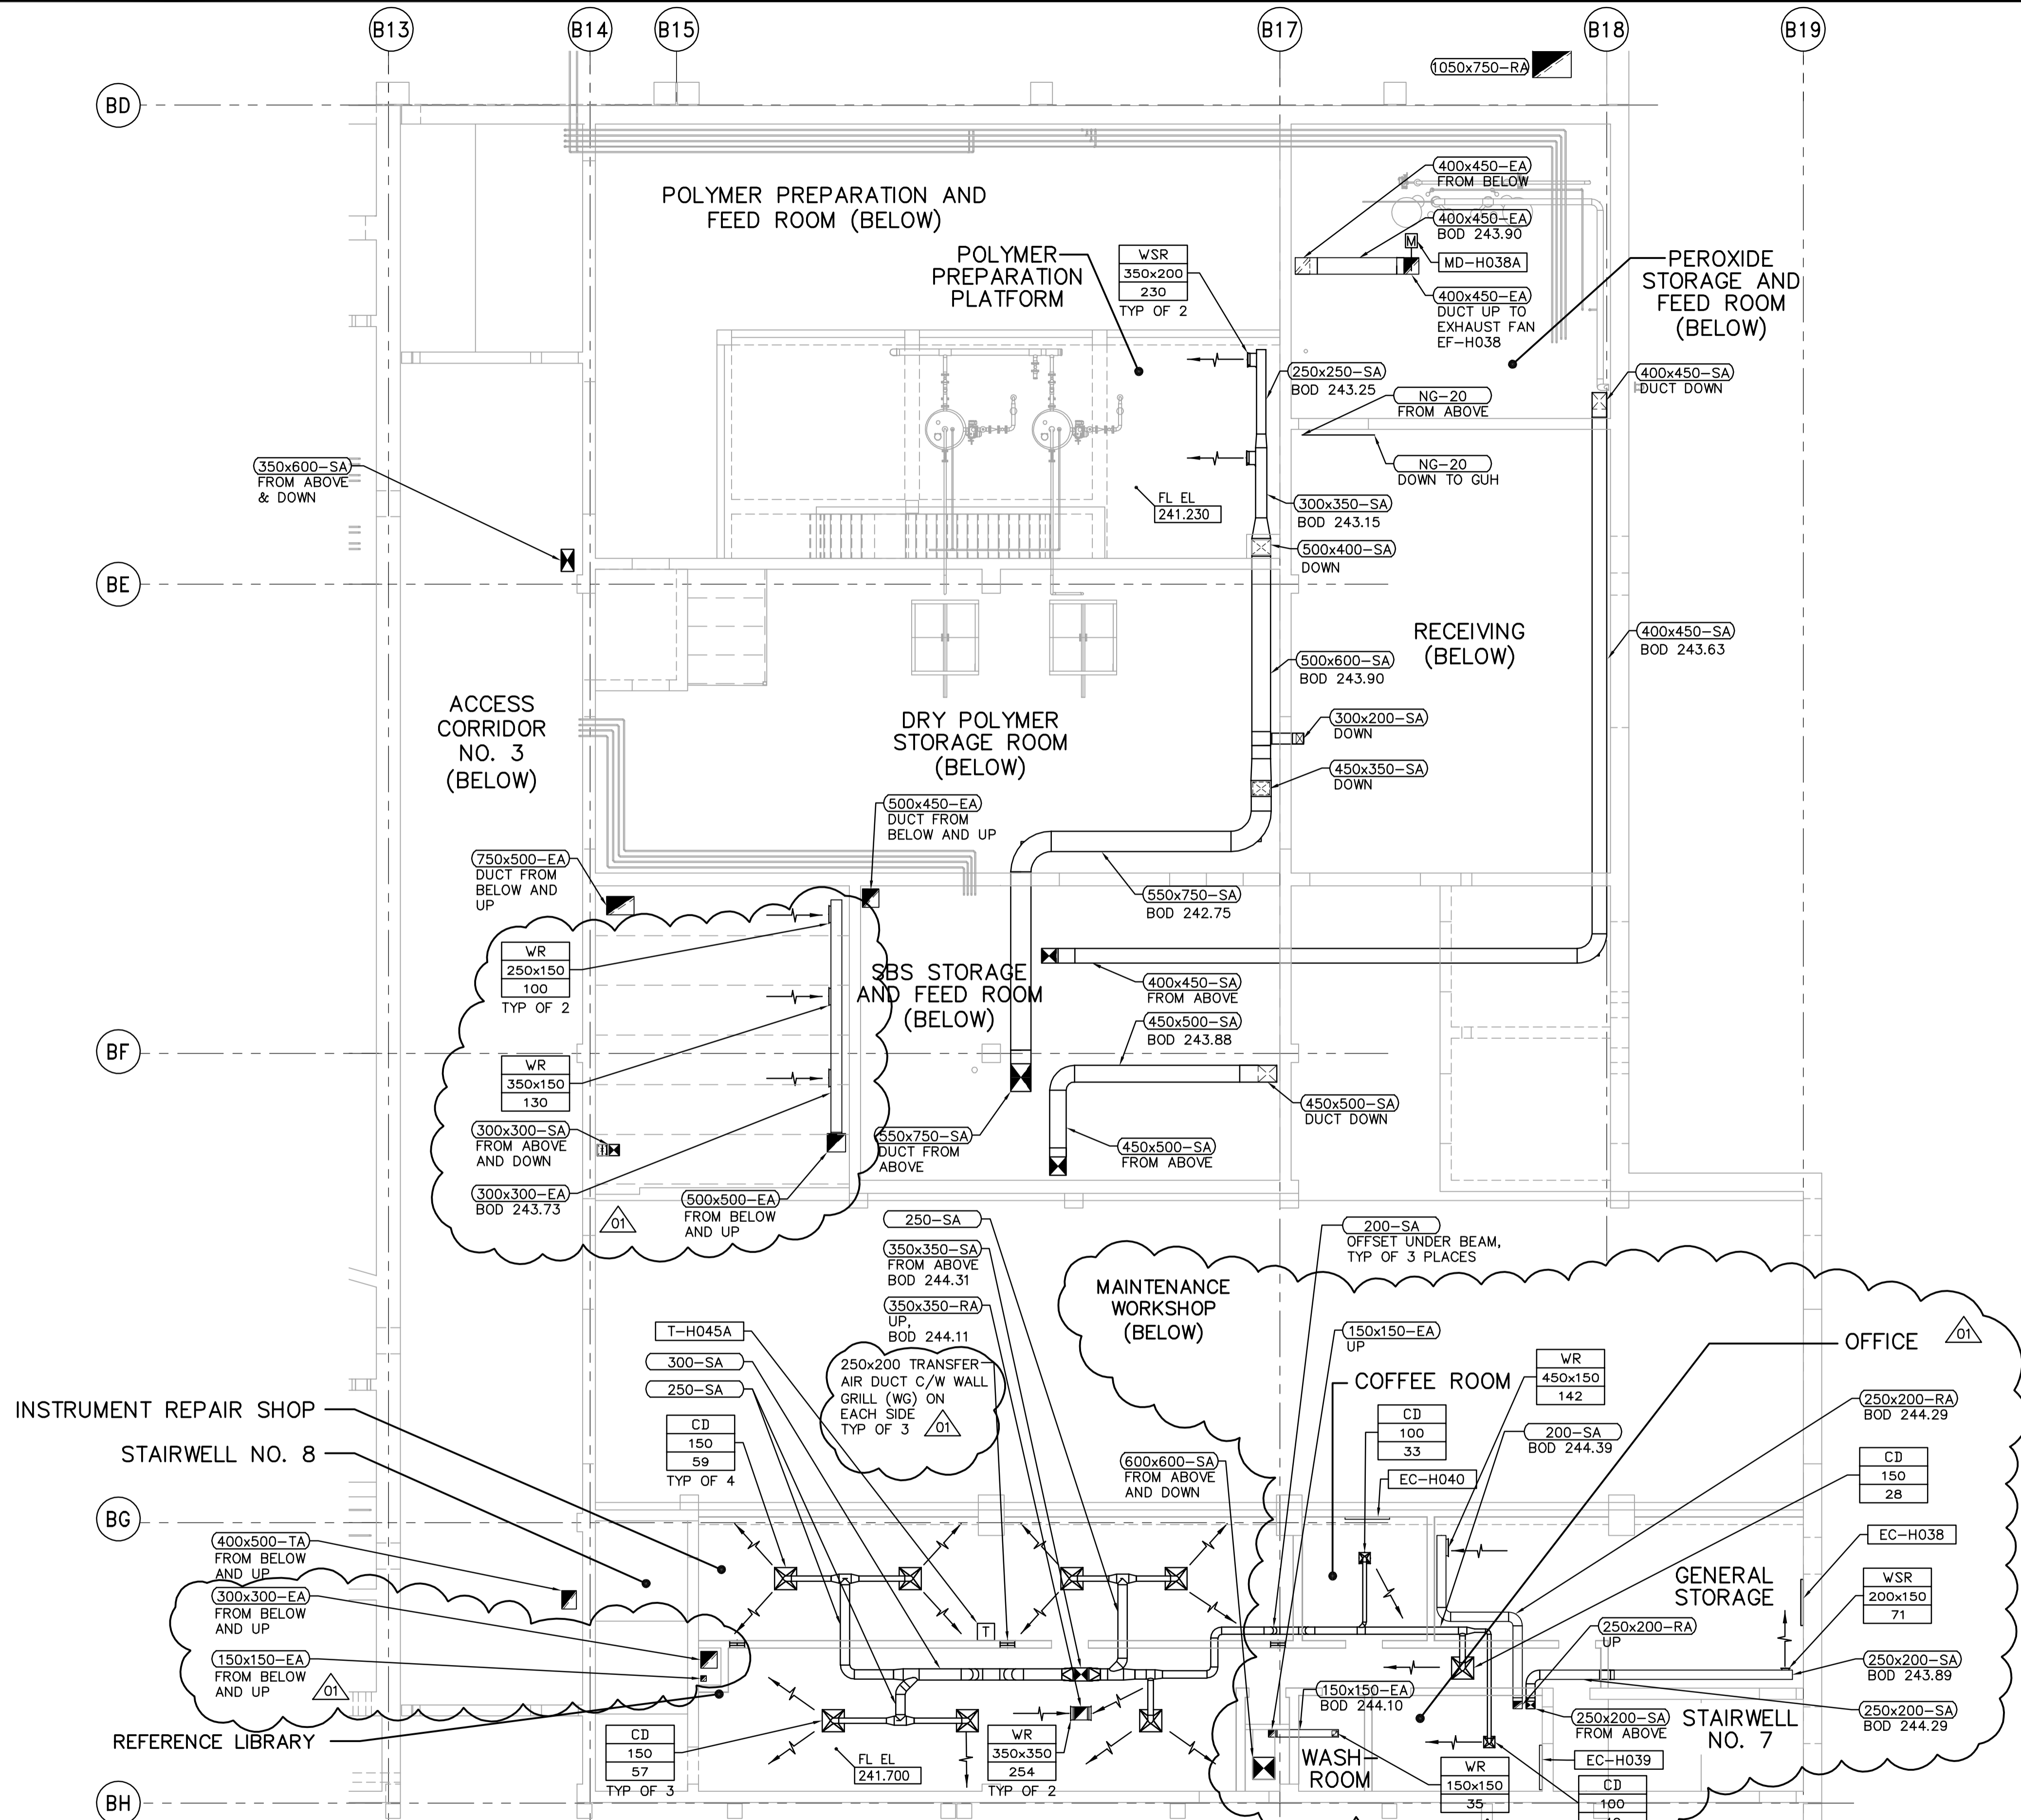 B13
B14
B15
B17
B18
B19
1050x750-RA
BD
400x450-EA
FROM BELOW
POLYMER PREPARATION AND
FEED ROOM (BELOW)
400x450-EA
BOD 243.90
M
MD-H038A
POLYMER
PREPARATION
PLATFORM
WSR
350x200
230
TYP OF 2
PEROXIDE
STORAGE AND
FEED ROOM
(BELOW)
400x450-EA
DUCT UP TO
EXHAUST FAN
EF-H038
250x250-SA
BOD 243.25
400x450-SA
DUCT DOWN
NG-20
FROM ABOVE
350x600-SA
FROM ABOVE
& DOWN
NG-20
DOWN TO GUH
FL EL
241.230
300x350-SA
BOD 243.15
500x400-SA
DOWN
BE
RECEIVING
(BELOW)
400x450-SA
BOD 243.63
500x600-SA
BOD 243.90
ACCESS
CORRIDOR
NO. 3
(BELOW)
DRY POLYMER
STORAGE ROOM
(BELOW)
300x200-SA
DOWN
450x350-SA
DOWN
500x450-EA
DUCT FROM
BELOW AND UP
750x500-EA
DUCT FROM
BELOW AND
UP
550x750-SA
BOD 242.75
WR
250x150
100
TYP OF 2
SBS STORAGE
AND FEED ROOM
(BELOW)
400x450-SA
FROM ABOVE
450x500-SA
BOD 243.88
BF
WR
350x150
130
450x500-SA
DUCT DOWN
300x300-SA
FROM ABOVE
AND DOWN
550x750-SA
DUCT FROM
ABOVE
450x500-SA
FROM ABOVE
300x300-EA
BOD 243.73
01
500x500-EA
FROM BELOW
AND UP
250-SA
200-SA
OFFSET UNDER BEAM,
TYP OF 3 PLACES
350x350-SA
FROM ABOVE
BOD 244.31
MAINTENANCE
WORKSHOP
(BELOW)
350x350-RA
UP,
BOD 244.11
T-H045A
150x150-EA
UP
OFFICE
01
300-SA
250x200 TRANSFER
AIR DUCT C/W WALL
GRILL (WG) ON
EACH SIDE
TYP OF 3
01
250-SA
WR
450x150
142
COFFEE ROOM
INSTRUMENT REPAIR SHOP
250x200-RA
BOD 244.29
CD
150
59
TYP OF 4
CD
100
33
200-SA
BOD 244.39
STAIRWELL NO. 8
600x600-SA
FROM ABOVE
AND DOWN
EC-H040
CD
150
28
BG
400x500-TA
FROM BELOW
AND UP
EC-H038
GENERAL
STORAGE
WSR
200x150
71
300x300-EA
FROM BELOW
AND UP
T
250x200-RA
UP
150x150-EA
FROM BELOW
AND UP
01
250x200-SA
BOD 243.89
150x150-EA
BOD 244.10
250x200-SA
FROM ABOVE
250x200-SA
BOD 244.29
STAIRWELL
NO. 7
REFERENCE LIBRARY
CD
150
57
TYP OF 3
FL EL
241.700
WR
350x350
254
TYP OF 2
WASH
ROOM
WR
150x150
35
EC-H039
CD
100
BH